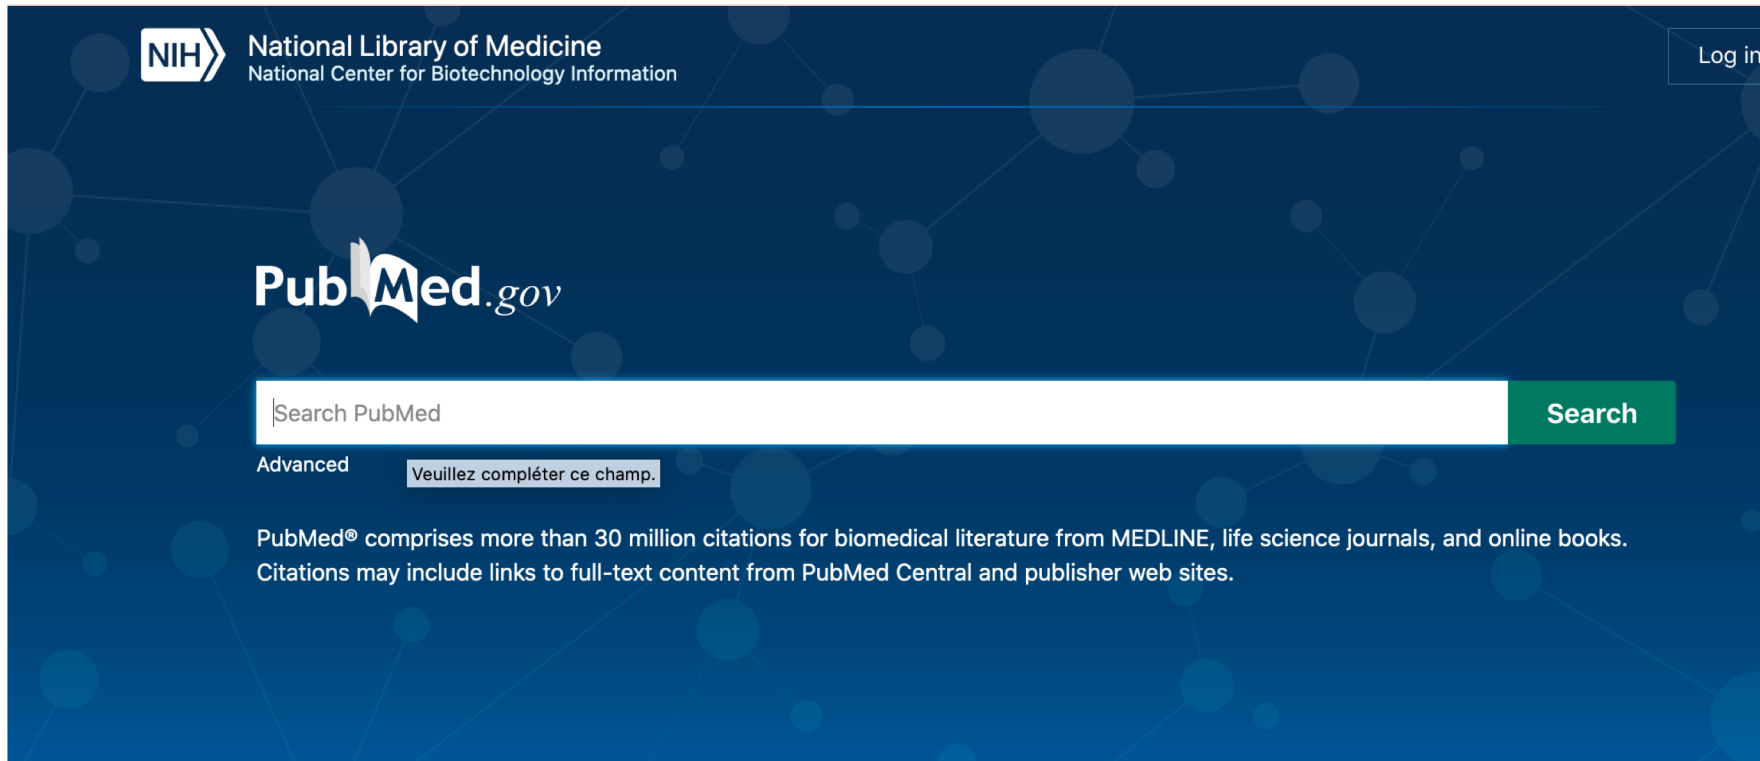 NIH
National Library of Medicine
National Center for Biotechnology Information
Log in
PubMed.gov
Search PubMed
Search
Advanced
Veuillez compléter ce champ.
PubMed® comprises more than 30 million citations for biomedical literature from MEDLINE, life science journals, and online books.
Citations may include links to full-text content from PubMed Central and publisher web sites.